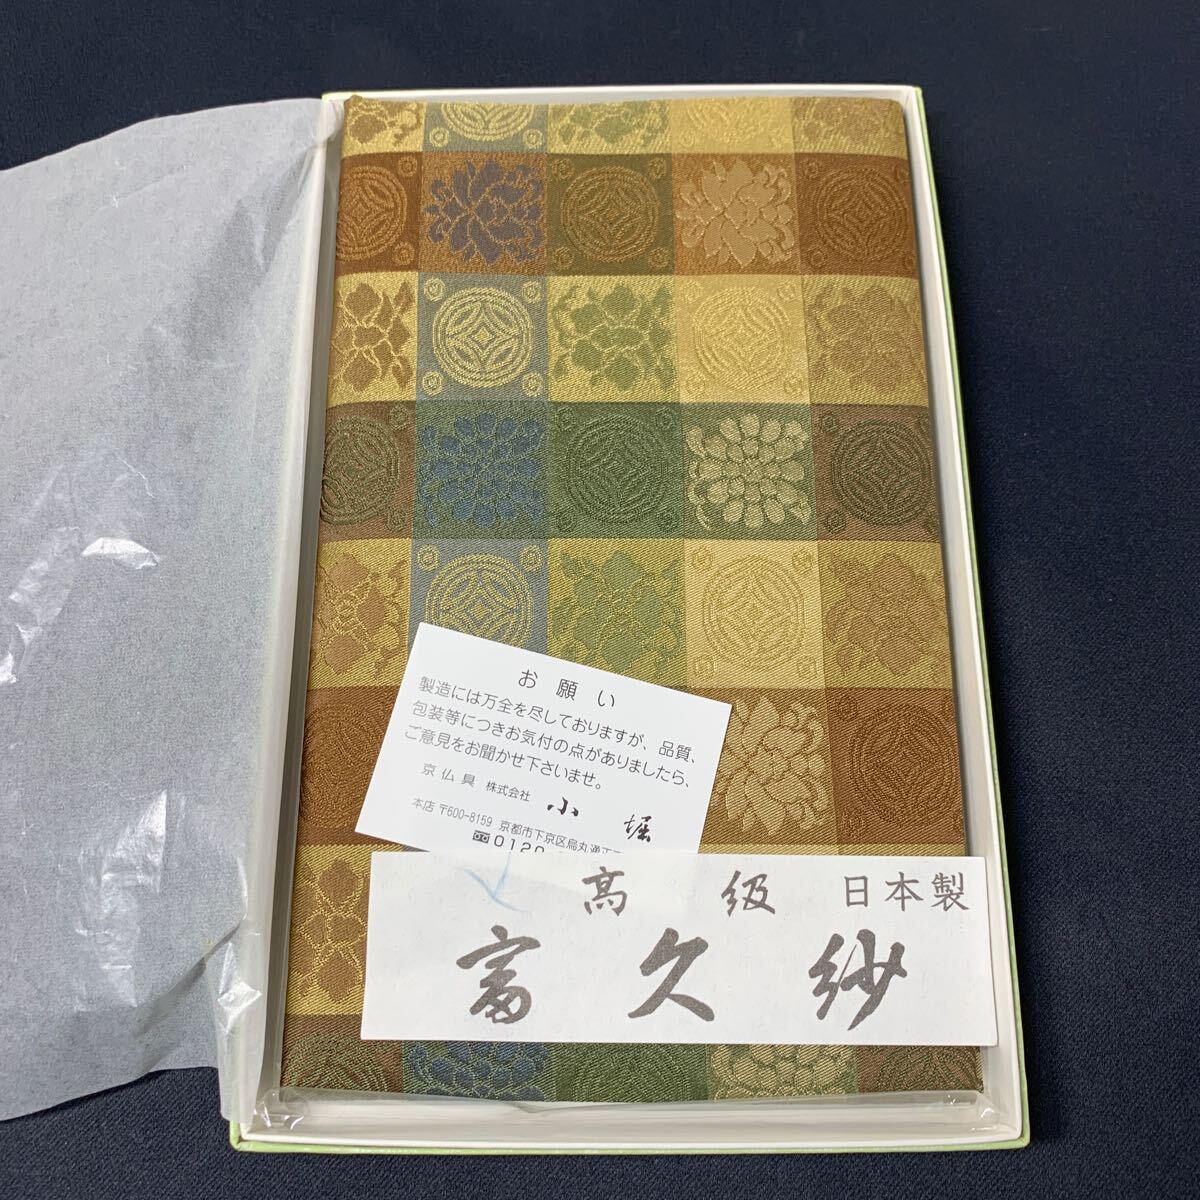 お願い
製造には万全を尽しておりますが、品質、
包装等につきお気付の点がありましたら、
ご意見をお聞かせ下さいませ。
京仏具 株式会社 小堀
本店 〒600-8159 京都市下京区烏丸通正
0120
高級 日本製
富久紗